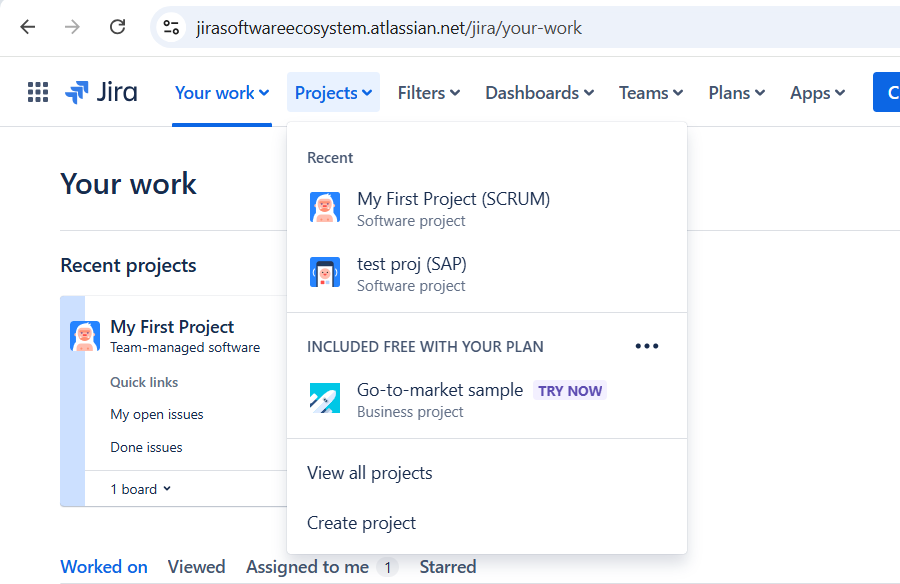 jirasoftwareecosystem.atlassian.net/jira/your-work
Jira
Your work
Projects
Filters
Dashboards
Teams
Plans
Apps
C
Your work
Recent projects
My First Project
Team-managed software
Quick links
My open issues
Done issues
1 board
Recent
My First Project (SCRUM)
Software project
test proj (SAP)
Software project
INCLUDED FREE WITH YOUR PLAN
Go-to-market sample TRY NOW
Business project
View all projects
Create project
Worked on
Viewed
Assigned to me 1
Starred